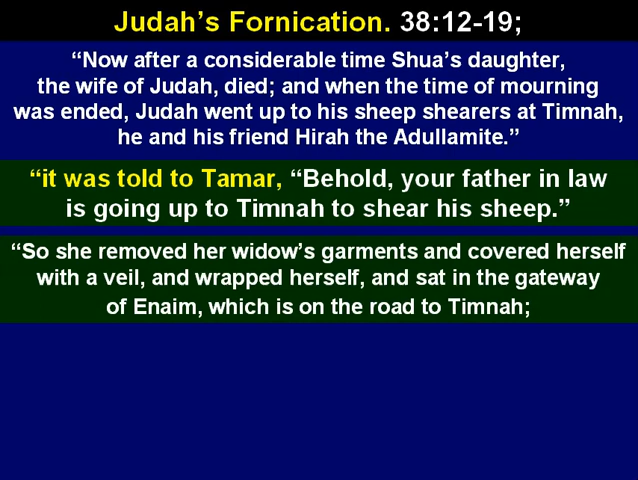 Judah’s Fornication. 38:12-19;
“Now after a considerable time Shua’s daughter,
the wife of Judah, died; and when the time of mourning
was ended, Judah went up to his sheep shearers at Timnah,
he and his friend Hirah the Adullamite.”
“it was told to Tamar, “Behold, your father in law
is going up to Timnah to shear his sheep.”
“So she removed her widow’s garments and covered herself
with a veil, and wrapped herself, and sat in the gateway
of Enaim, which is on the road to Timnah;